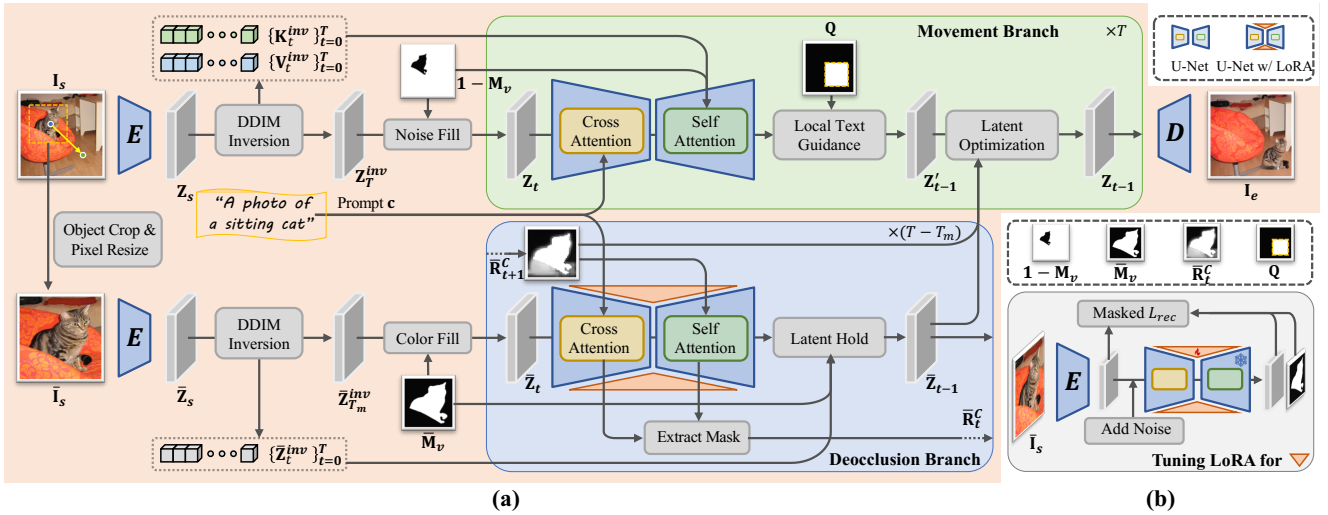 {K_t^{inv}}_{t=0}^T
{V_t^{inv}}_{t=0}^T
I_s
E
Z_s
DDIM
Inversion
Z_T^{inv}
1 − M_v
Noise Fill
Movement Branch
×T
Q
Z_t
Cross
Attention
Self
Attention
Local Text
Guidance
Z'_{t−1}
Latent
Optimization
Z_{t−1}
D
I_e
U-Net
U-Net w/ LoRA
"A photo of
a sitting cat"
Prompt c
Object Crop &
Pixel Resize
Ī_s
E
Z̄_s
DDIM
Inversion
Z̄_{T_m}^{inv}
Color Fill
M̄_v
{Z̄_t^{inv}}_{t=0}^T
R̄_{t+1}^C
×(T − T_m)
Z̄_t
Cross
Attention
Self
Attention
Latent Hold
Z̄_{t−1}
Extract Mask
R̄_t^C
Deocclusion Branch
1 − M_v
M̄_v
R̄_t^C
Q
Masked L_{rec}
E
Ī_s
Add Noise
Tuning LoRA for
(a)
(b)